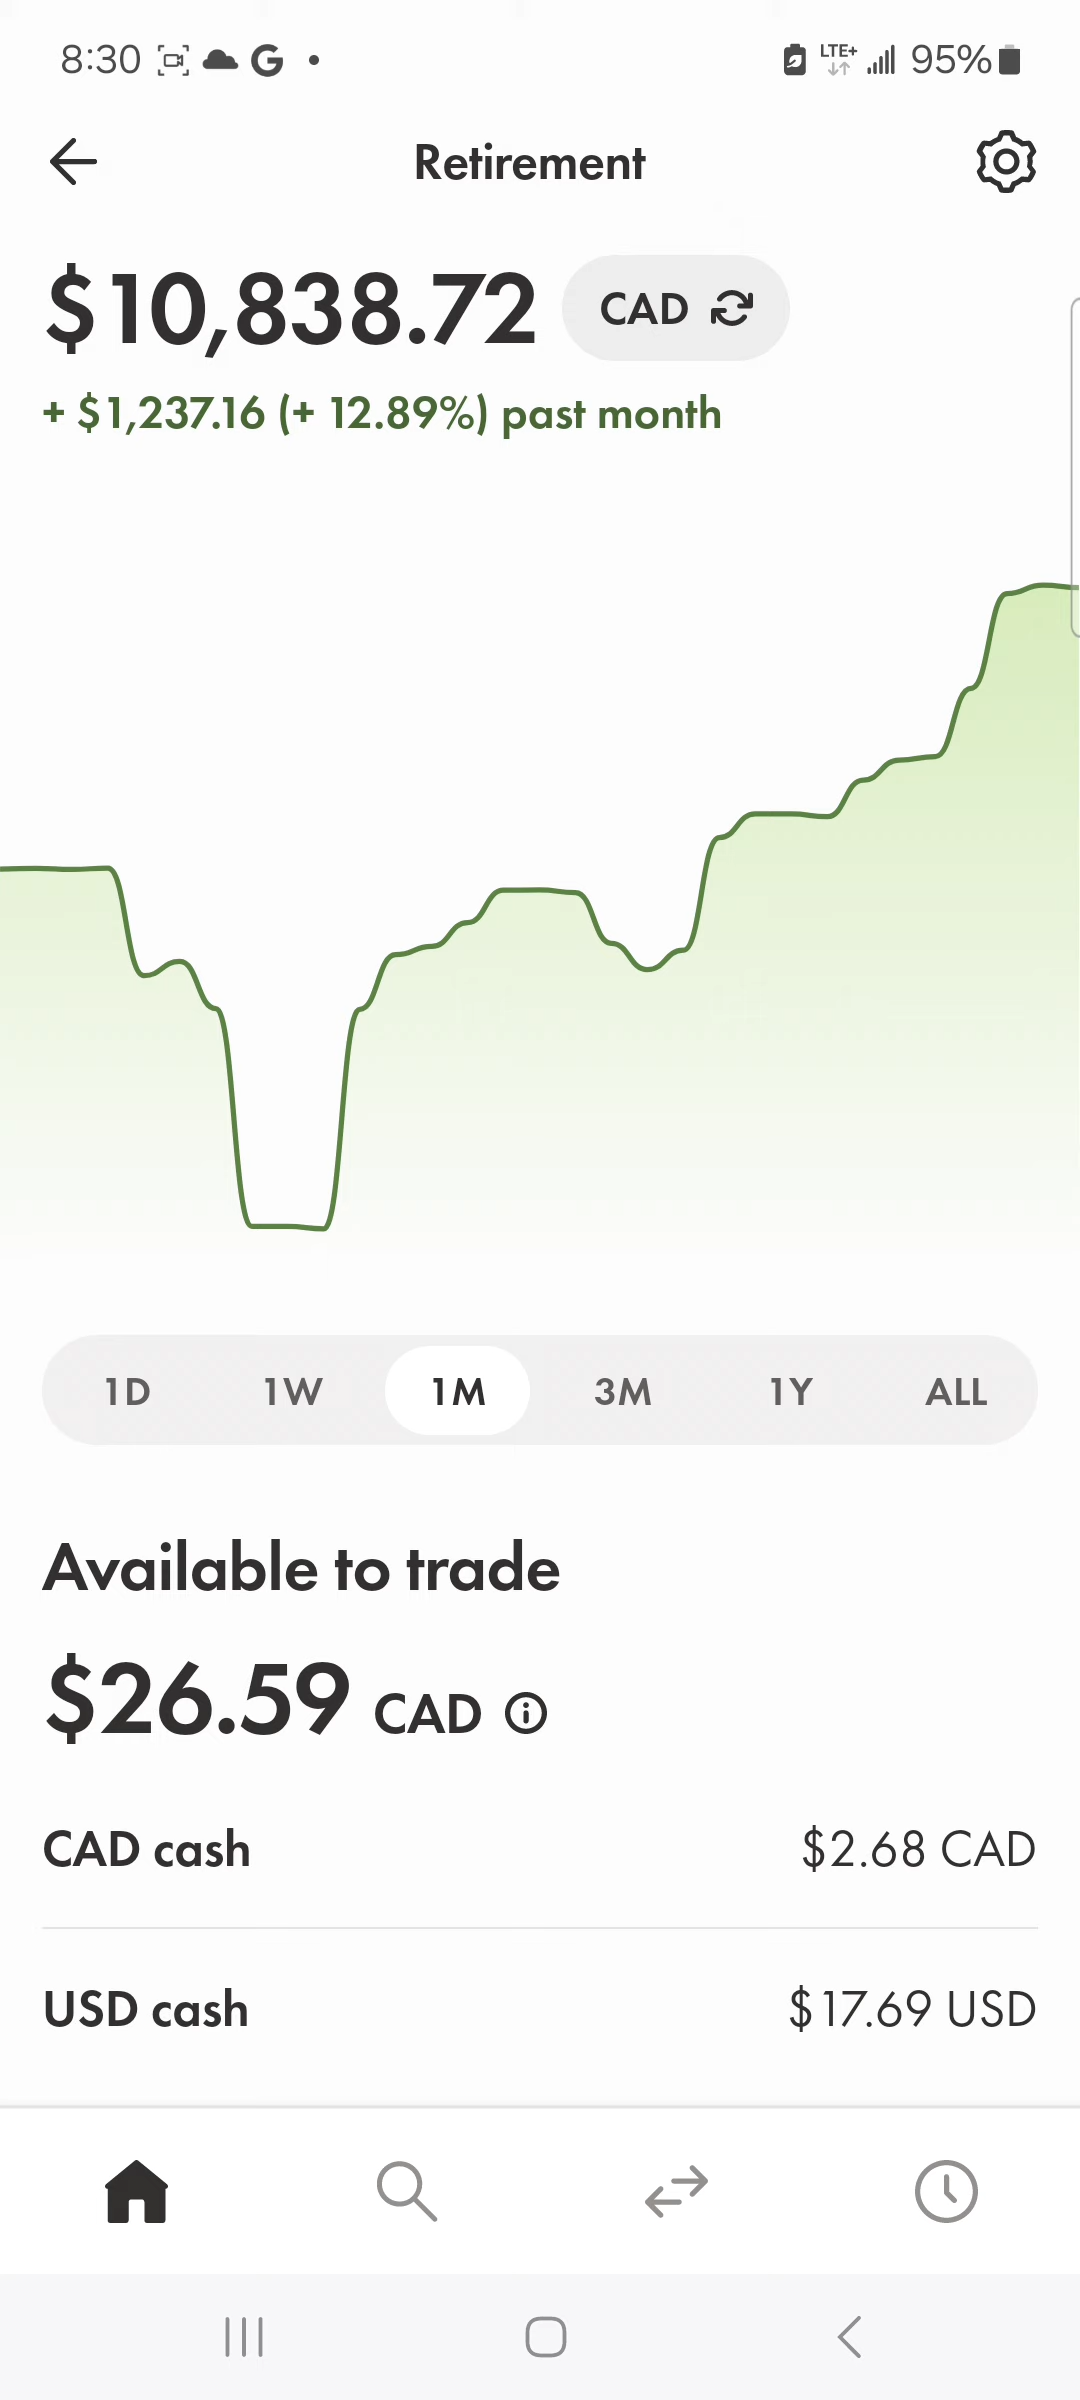 8:30 G LTE+ 95%
Retirement
$10,838.72 CAD
+ $1,237.16 (+ 12.89%) past month
1D 1W 1M 3M 1Y ALL
Available to trade
$26.59 CAD
CAD cash $2.68 CAD
USD cash $17.69 USD